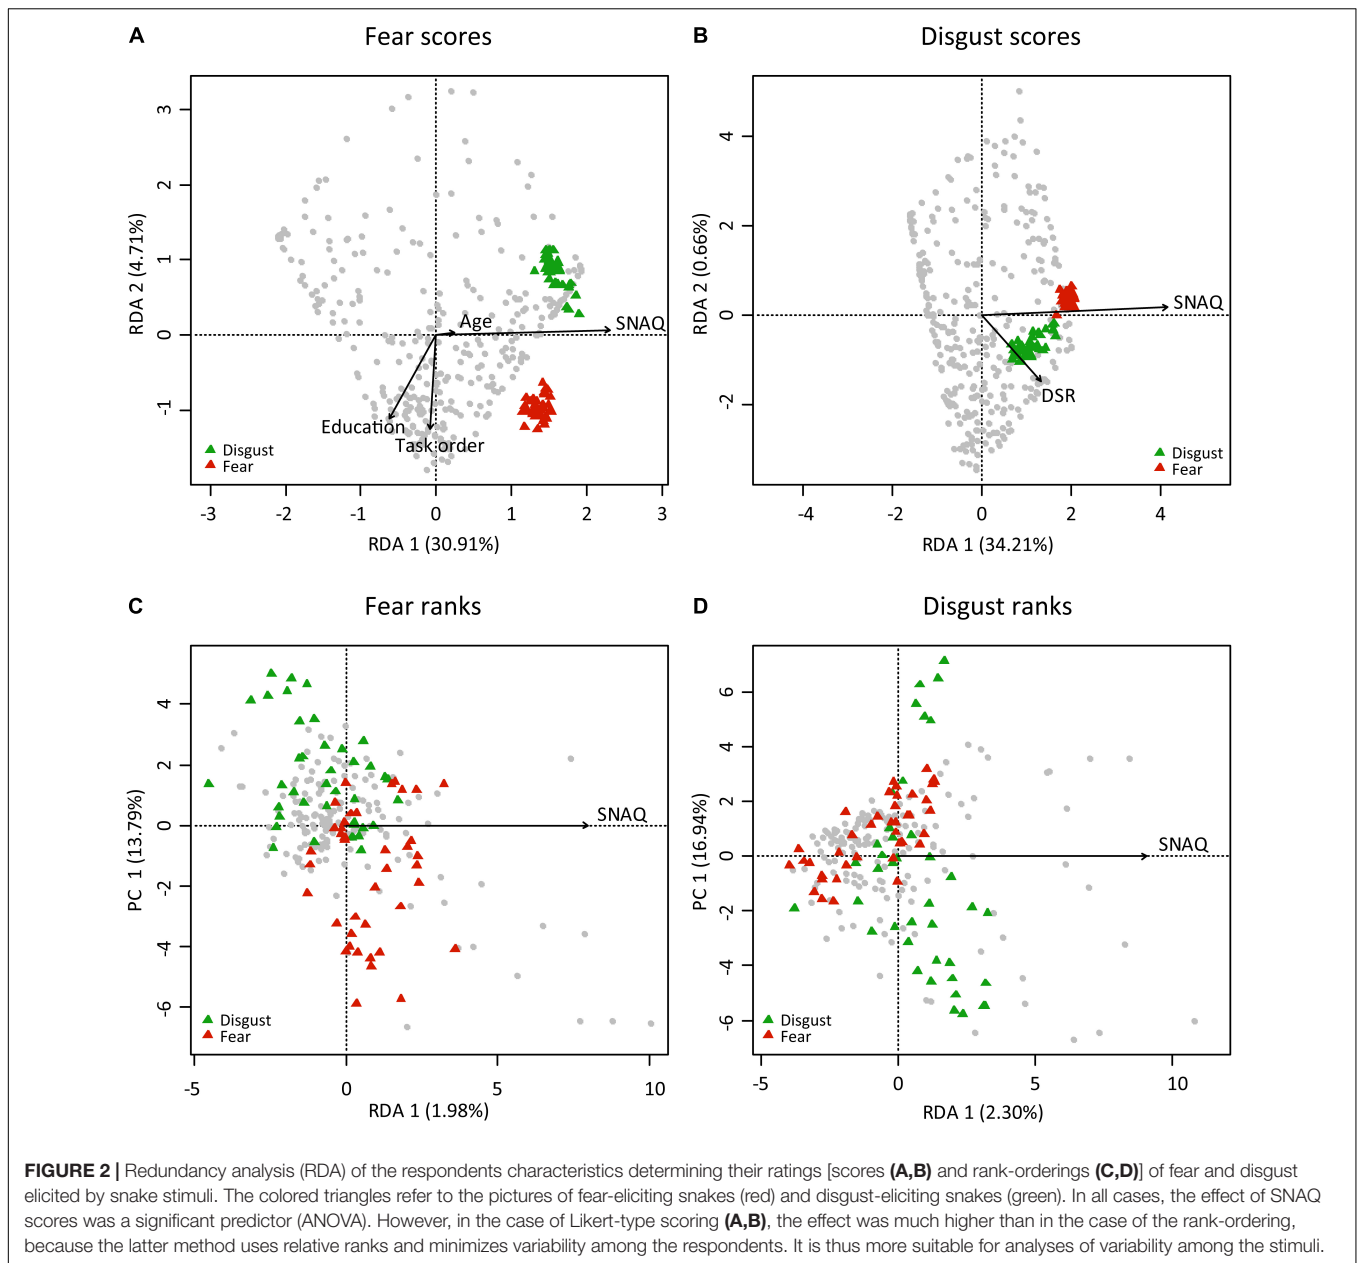 A
Fear scores
RDA 2 (4.71%)
3
2
1
0
-1
Age
SNAQ
Education
Task order
Disgust
Fear
-3
-2
-1
0
1
2
3
RDA 1 (30.91%)
B
Disgust scores
RDA 2 (0.66%)
4
2
0
-2
SNAQ
DSR
Disgust
Fear
-4
-2
0
2
4
RDA 1 (34.21%)
C
Fear ranks
PC 1 (13.79%)
4
2
0
-2
-4
-6
SNAQ
Disgust
Fear
-5
0
5
10
RDA 1 (1.98%)
D
Disgust ranks
PC 1 (16.94%)
6
4
2
0
-2
-4
-6
SNAQ
Disgust
Fear
-5
0
5
10
RDA 1 (2.30%)
FIGURE 2 | Redundancy analysis (RDA) of the respondents characteristics determining their ratings [scores (A,B) and rank-orderings (C,D)] of fear and disgust
elicited by snake stimuli. The colored triangles refer to the pictures of fear-eliciting snakes (red) and disgust-eliciting snakes (green). In all cases, the effect of SNAQ
scores was a significant predictor (ANOVA). However, in the case of Likert-type scoring (A,B), the effect was much higher than in the case of the rank-ordering,
because the latter method uses relative ranks and minimizes variability among the respondents. It is thus more suitable for analyses of variability among the stimuli.